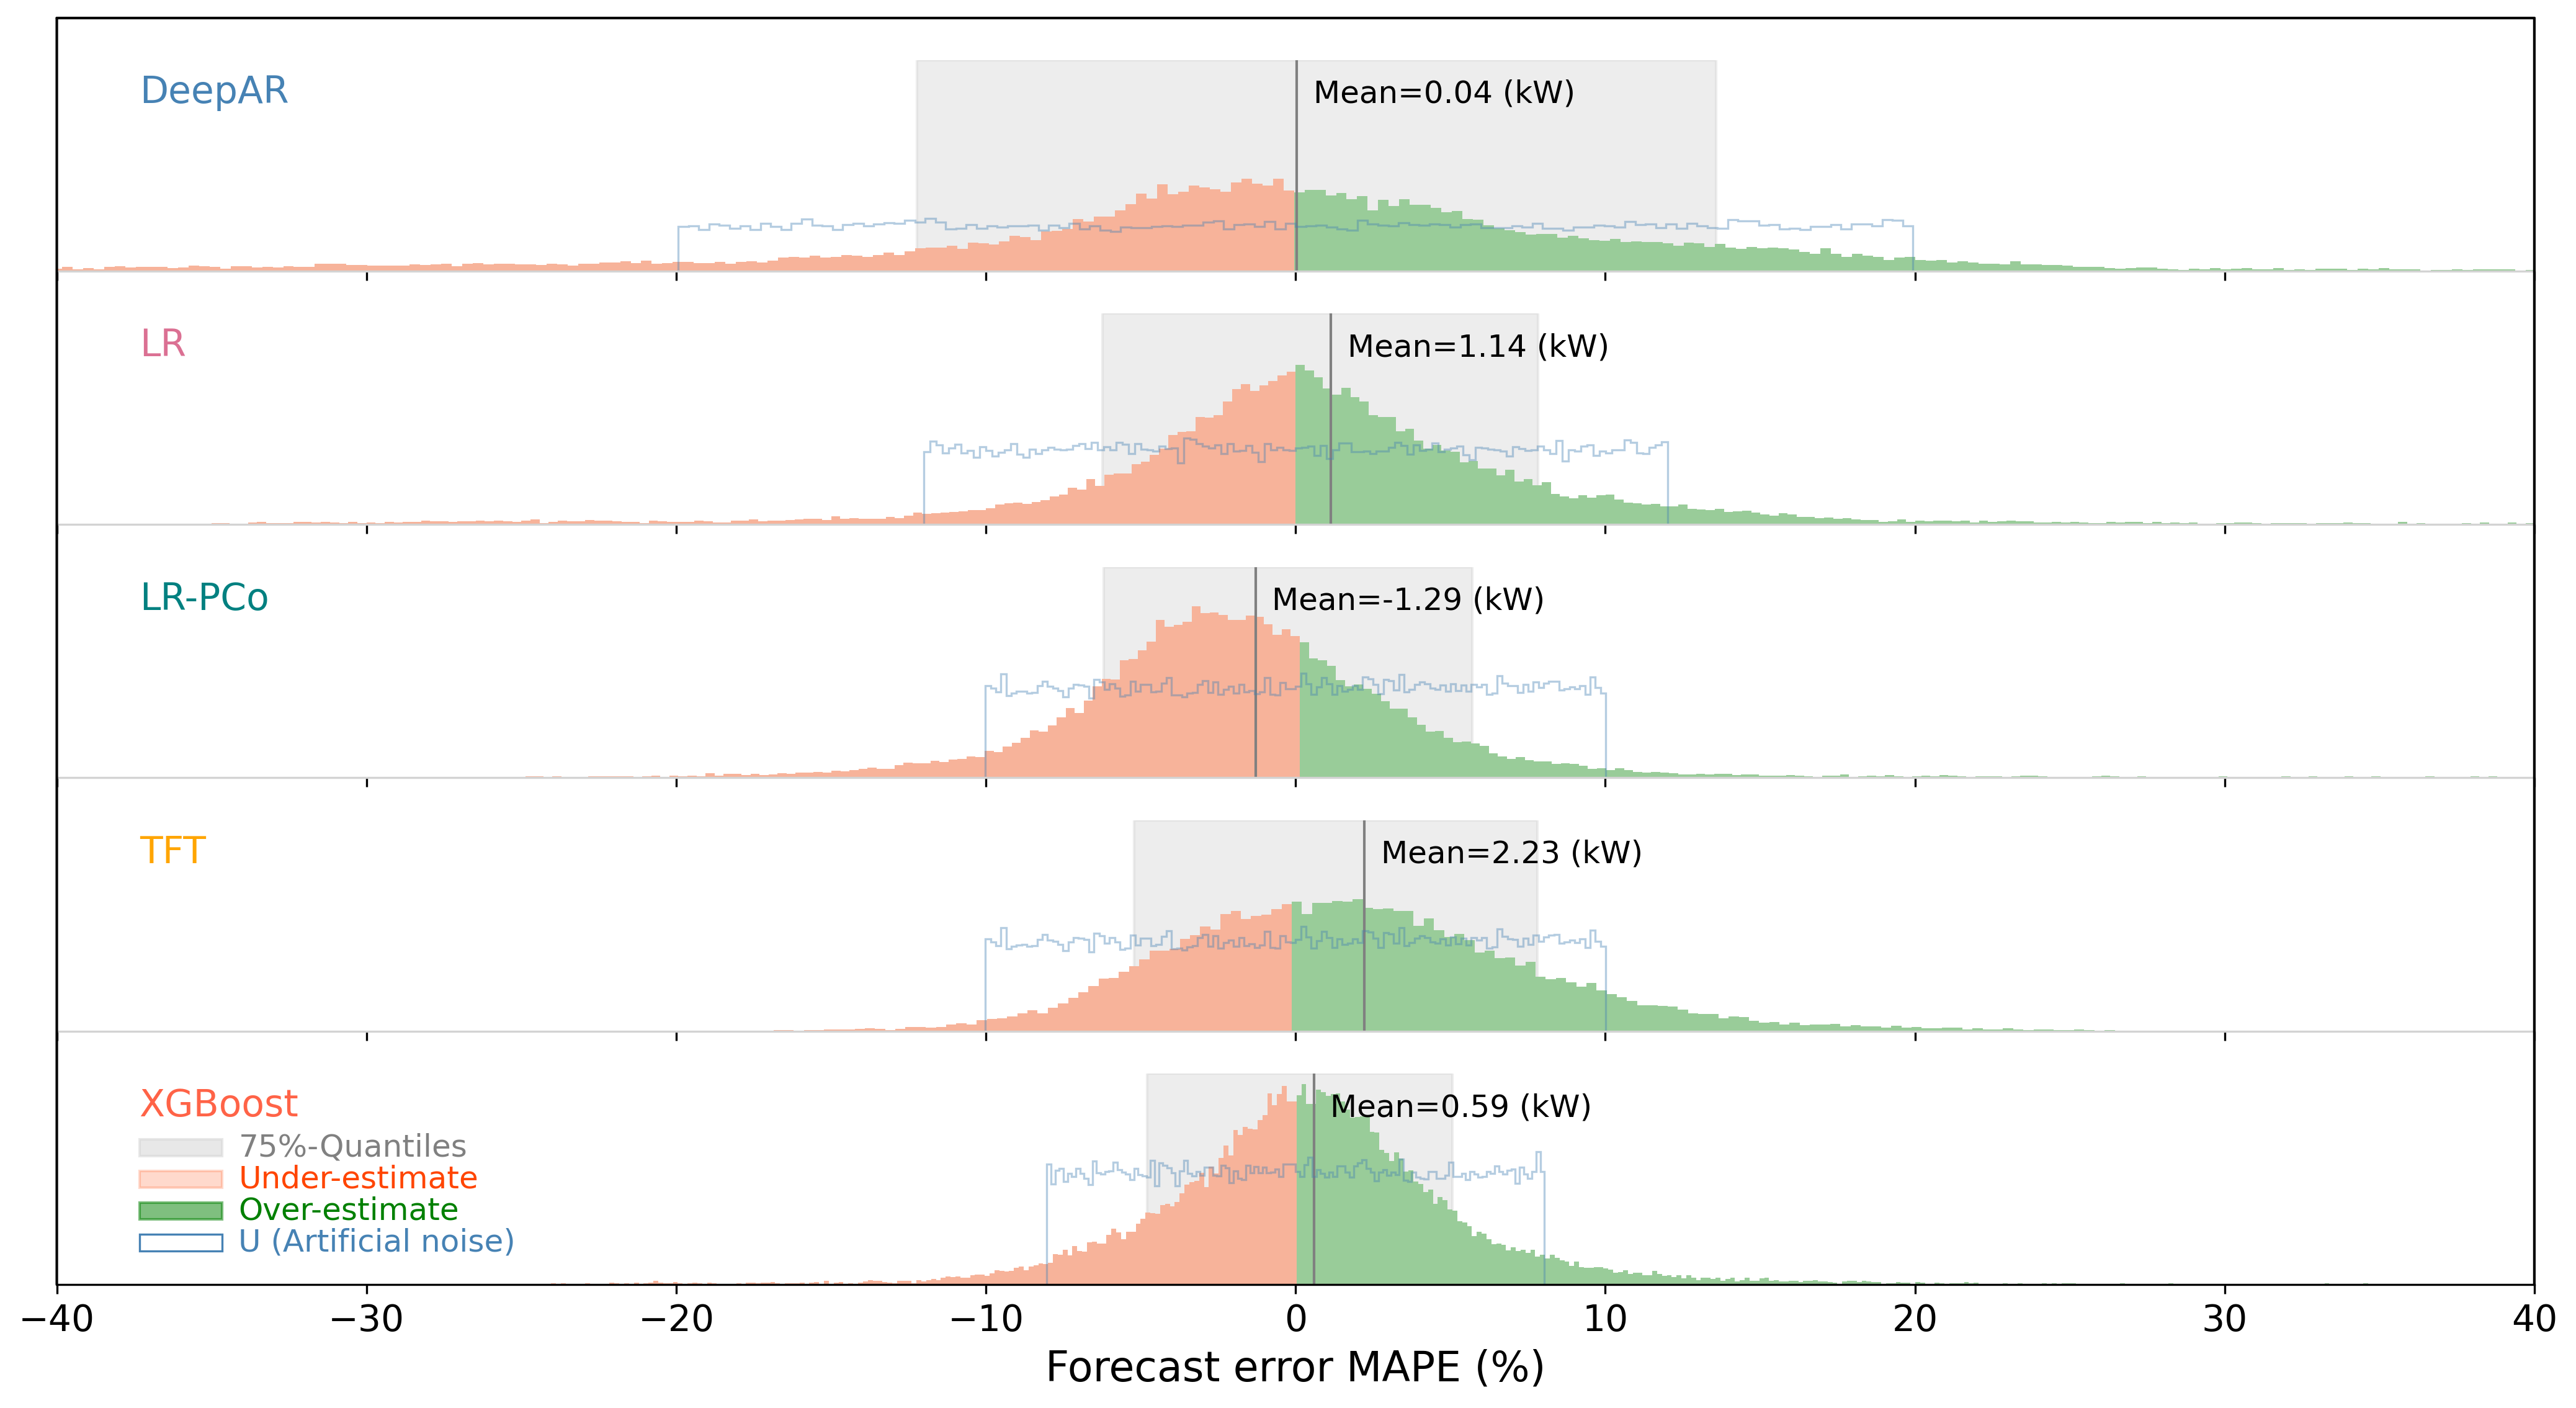 DeepAR
Mean=0.04 (kW)
LR
Mean=1.14 (kW)
LR-PCo
Mean=-1.29 (kW)
TFT
Mean=2.23 (kW)
XGBoost
Mean=0.59 (kW)
75%-Quantiles
Under-estimate
Over-estimate
U (Artificial noise)
−40 −30 −20 −10 0 10 20 30 40
Forecast error MAPE (%)